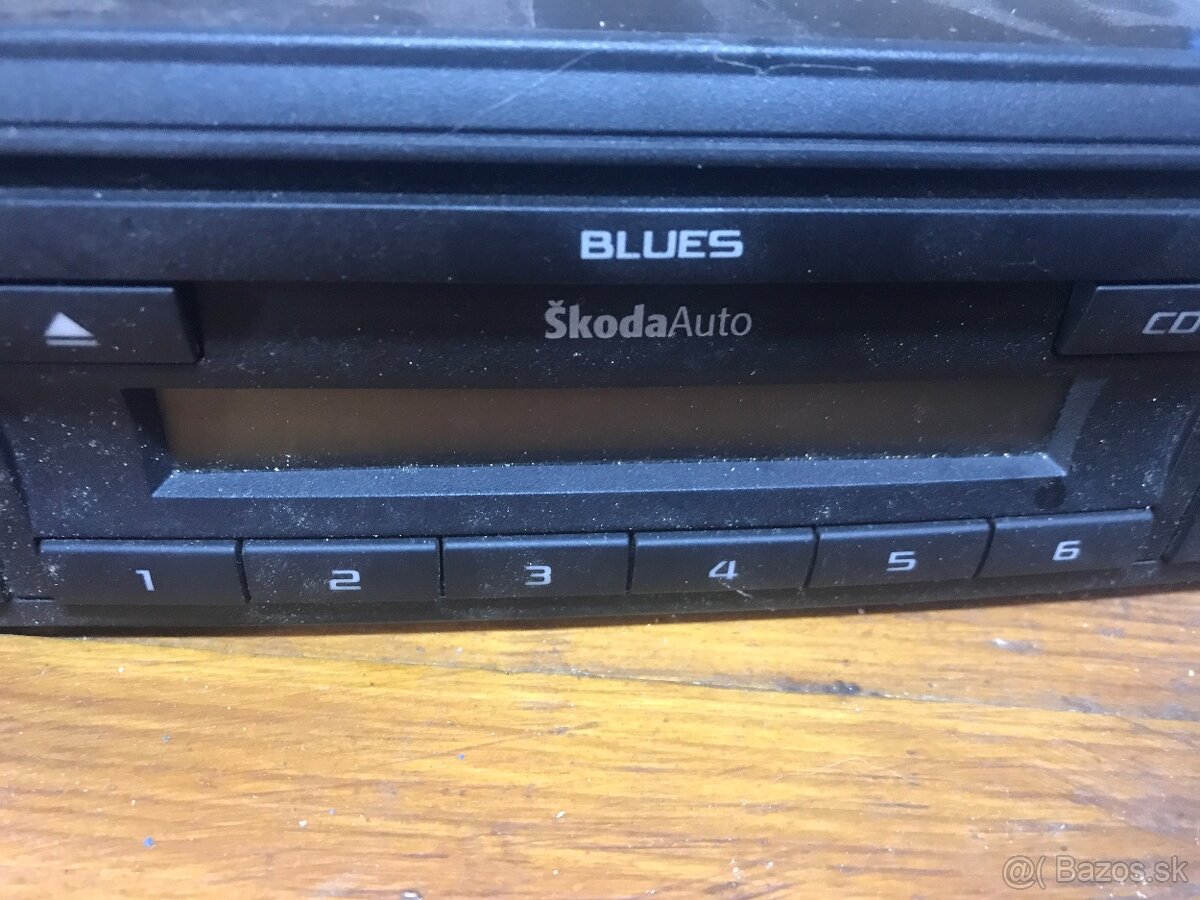 BLUES
ŠkodaAuto
CD
1 2 3 4 5 6
@( Bazos.sk